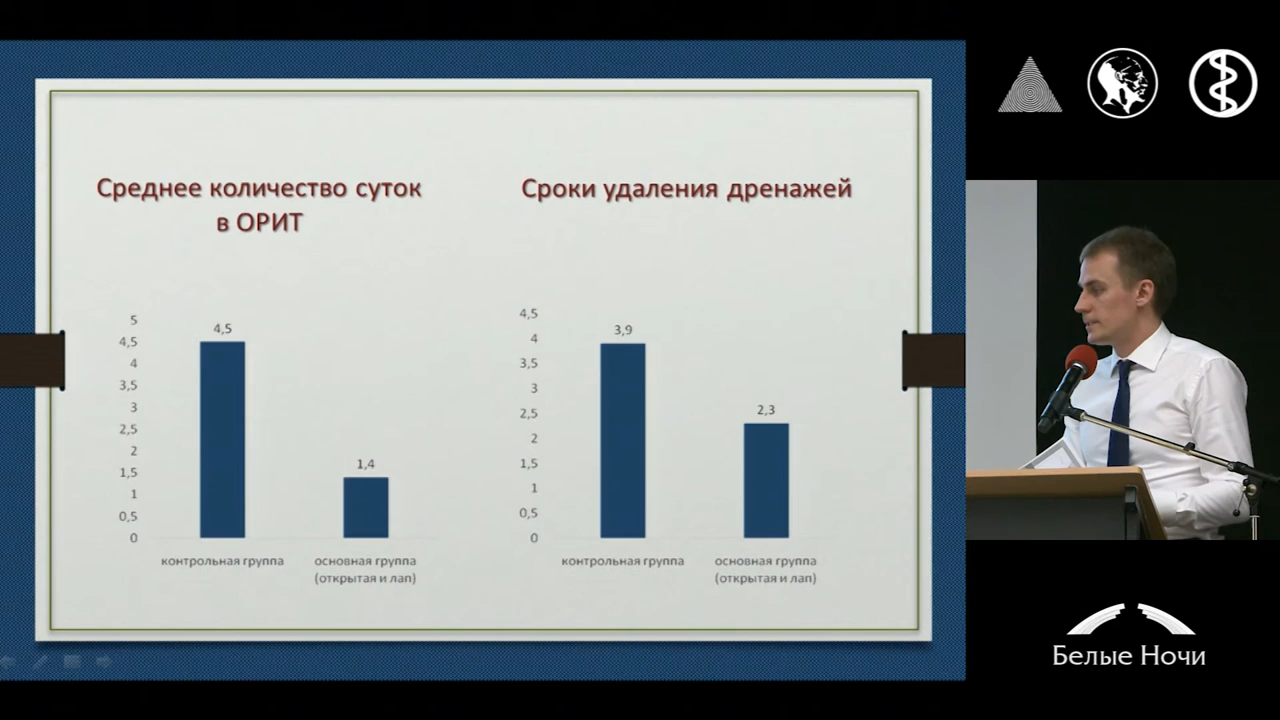 Среднее количество суток
в ОРИТ
5
4,5
4
3,5
3
2,5
2
1,5
1
0,5
0
4,5
1,4
контрольная группа
основная группа
(открытая и лап)
Сроки удаления дренажей
4,5
4
3,5
3
2,5
2
1,5
1
0,5
0
3,9
2,3
контрольная группа
основная группа
(открытая и лап)
Белые Ночи